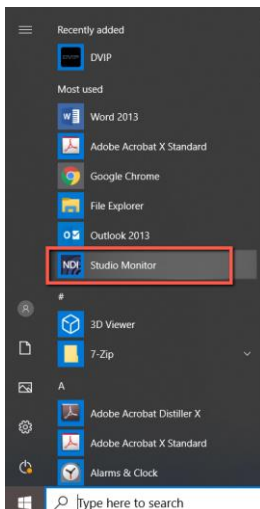 Recently added
DVIP
Most used
Word 2013
Adobe Acrobat X Standard
Google Chrome
File Explorer
Outlook 2013
NDI Studio Monitor
#
3D Viewer
7-Zip
A
Adobe Acrobat Distiller X
Adobe Acrobat X Standard
Alarms & Clock
Type here to search